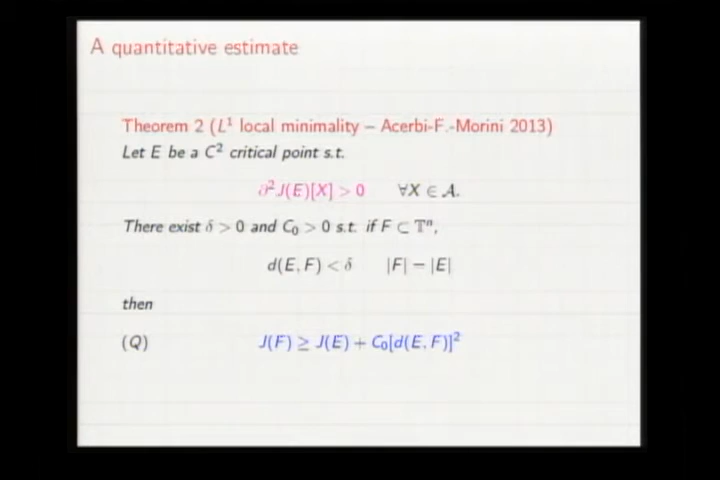 A quantitative estimate
Theorem 2 (L¹ local minimality – Acerbi-F.-Morini 2013)
Let E be a C² critical point s.t.
∂²J(E)[X] > 0 ∀X ∈ A.
There exist δ > 0 and C₀ > 0 s.t. if F ⊂ 𝕋ⁿ,
d(E, F) < δ |F| = |E|
then
(Q) J(F) ≥ J(E) + C₀[d(E, F)]²